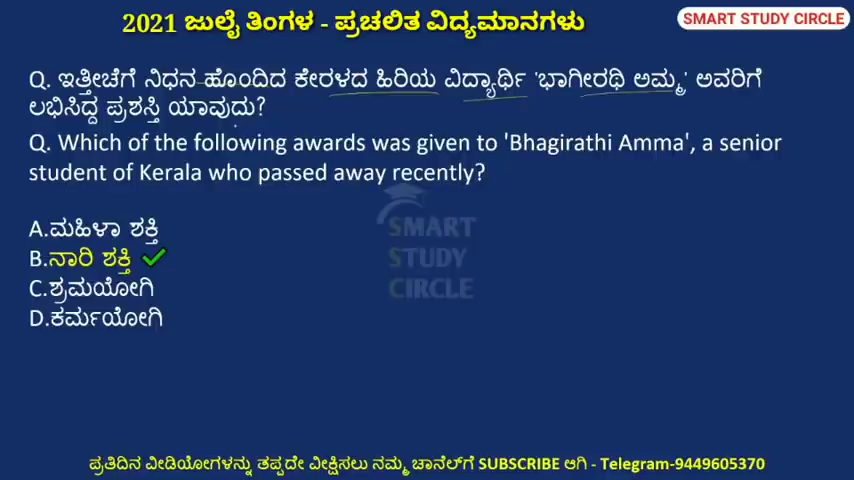 2021 ಜುಲೈ ತಿಂಗಳ - ಪ್ರಚಲಿತ ವಿದ್ಯಮಾನಗಳು
SMART STUDY CIRCLE
Q. ಇತ್ತೀಚೆಗೆ ನಿಧನ ಹೊಂದಿದ ಕೇರಳದ ಹಿರಿಯ ವಿದ್ಯಾರ್ಥಿ 'ಭಾಗೀರಥಿ ಅಮ್ಮ' ಅವರಿಗೆ
ಲಭಿಸಿದ್ದ ಪ್ರಶಸ್ತಿ ಯಾವುದು?
Q. Which of the following awards was given to 'Bhagirathi Amma', a senior
student of Kerala who passed away recently?
A.ಮಹಿಳಾ ಶಕ್ತಿ
B.ನಾರಿ ಶಕ್ತಿ
C.ಶ್ರಮಯೋಗಿ
D.ಕರ್ಮಯೋಗಿ
SMART
STUDY
CIRCLE
ಪ್ರತಿದಿನ ವೀಡಿಯೋಗಳನ್ನು ತಪ್ಪದೇ ವೀಕ್ಷಿಸಲು ನಮ್ಮ ಚಾನೆಲ್‌ಗೆ SUBSCRIBE ಆಗಿ - Telegram-9449605370